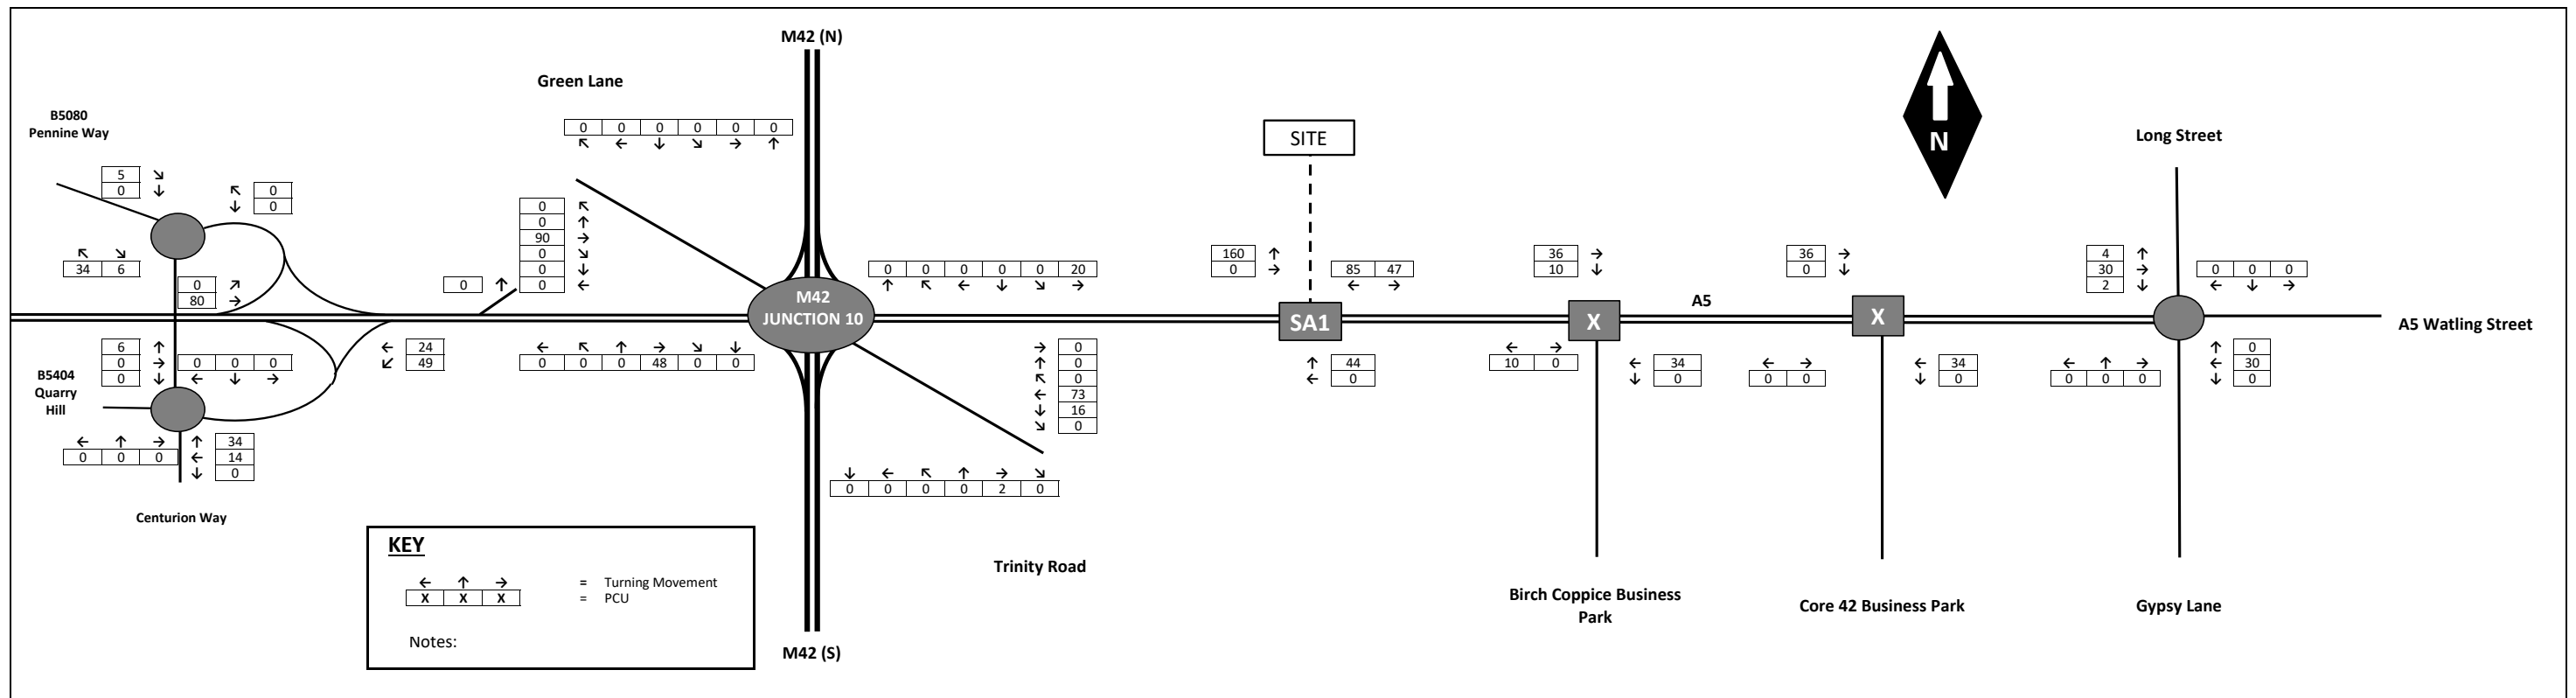 M42 (N)
Green Lane
B5080
Pennine Way
0 0 0 0 0 0
↖ ← ↓ ↘ → ↑
SITE
N
Long Street
5 ↘
0 ↓
↖ 0
↓ 0
0 ↖
0 ↑
90 →
0 ↘
0 ↓
0 ←
↖ ↘
34 6
0 ↗
80 →
0 ↑
0 0 0 0 0 20
↑ ↖ ← ↓ ↘ →
160 ↑
0 →
85 47
← →
36 →
10 ↓
36 →
0 ↓
4 ↑
30 →
2 ↓
0 0 0
← ↓ →
M42
JUNCTION 10
SA1
X
A5
X
A5 Watling Street
6 ↑
0 →
0 ↓
0 0 0
← ↓ →
← 24
↙ 49
← ↖ ↑ → ↘ ↓
0 0 0 48 0 0
→ 0
↑ 0
↖ 0
← 73
↓ 16
↘ 0
↑ 44
← 0
← →
10 0
← 34
↓ 0
← →
0 0
← 34
↓ 0
← ↑ →
0 0 0
↑ 0
← 30
↓ 0
B5404
Quarry
Hill
← ↑ →
0 0 0
↑ 34
← 14
↓ 0
↓ ← ↖ ↑ → ↘
0 0 0 0 2 0
Centurion Way
KEY
← ↑ → = Turning Movement
X X X = PCU
Notes:
Trinity Road
M42 (S)
Birch Coppice Business
Park
Core 42 Business Park
Gypsy Lane